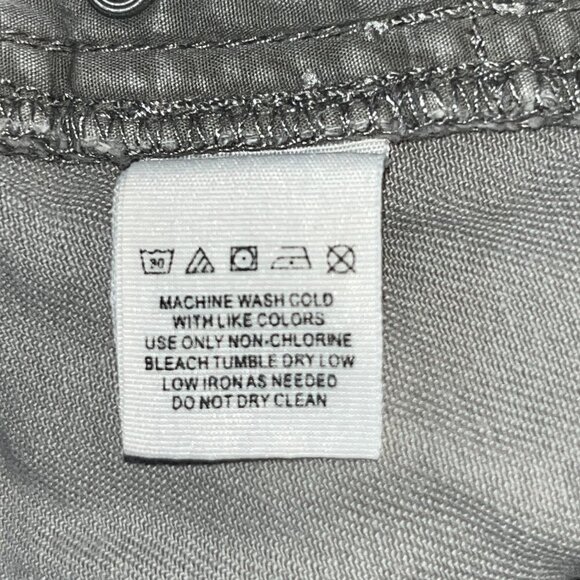 30
MACHINE WASH COLD
WITH LIKE COLORS
USE ONLY NON-CHLORINE
BLEACH TUMBLE DRY LOW
LOW IRON AS NEEDED
DO NOT DRY CLEAN